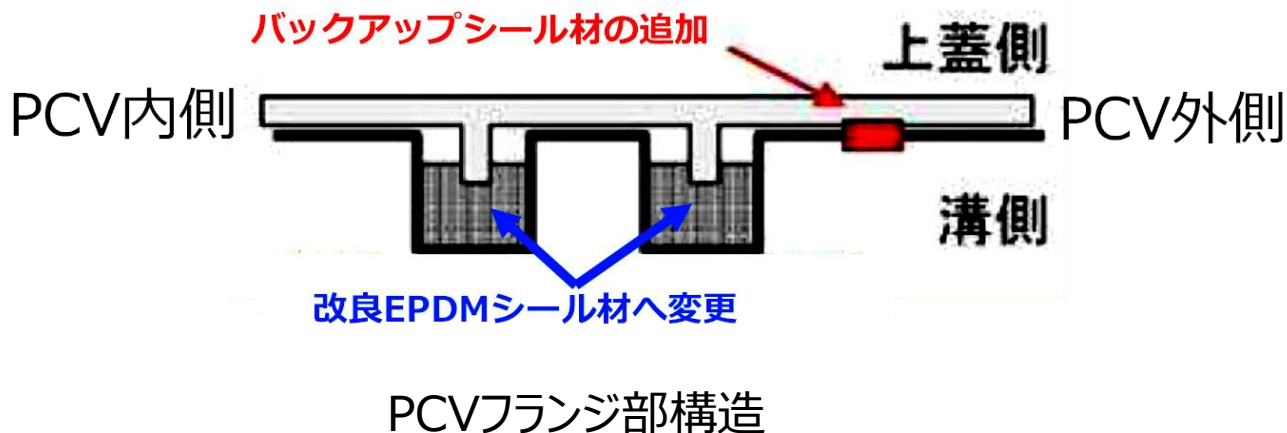 バックアップシール材の追加
上蓋側
PCV内側
PCV外側
溝側
改良EPDMシール材へ変更
PCVフランジ部構造